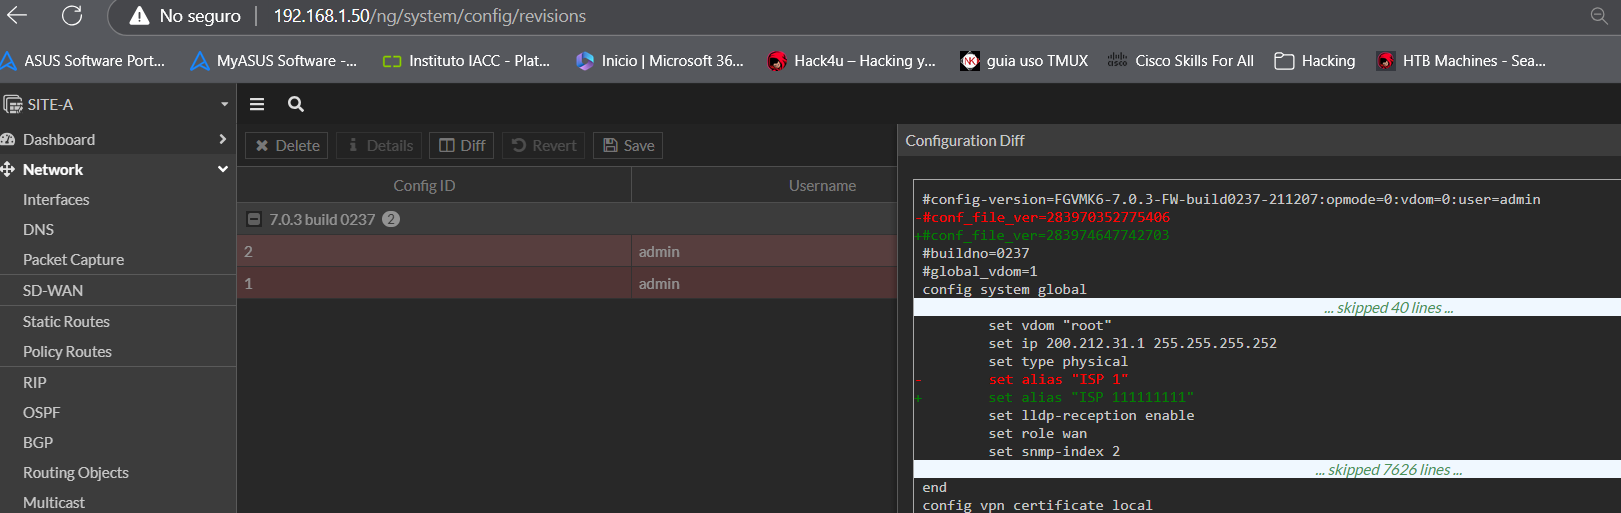 No seguro
192.168.1.50/ng/system/config/revisions
ASUS Software Port...
MyASUS Software -...
Instituto IACC - Plat...
Inicio | Microsoft 36...
Hack4u – Hacking y...
NK
guia uso TMUX
cisco
Cisco Skills For All
Hacking
HTB Machines - Sea...
SITE-A
Dashboard
Network
Interfaces
DNS
Packet Capture
SD-WAN
Static Routes
Policy Routes
RIP
OSPF
BGP
Routing Objects
Multicast
Delete
Details
Diff
Revert
Save
Config ID
Username
7.0.3 build 0237 2
2
admin
1
admin
Configuration Diff
#config-version=FGVMK6-7.0.3-FW-build0237-211207:opmode=0:vdom=0:user=admin
-#conf_file_ver=283970352775406
+#conf_file_ver=283974647742703
#buildno=0237
#global_vdom=1
config system global
... skipped 40 lines ...
set vdom "root"
set ip 200.212.31.1 255.255.255.252
set type physical
- set alias "ISP 1"
+ set alias "ISP 111111111"
set lldp-reception enable
set role wan
set snmp-index 2
... skipped 7626 lines ...
end
config vpn certificate local